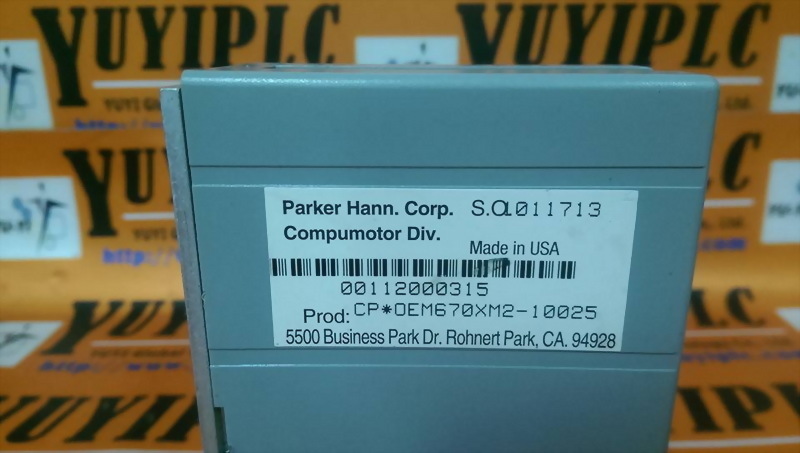 YUYIPLC
YUYIPLC
Parker Hann. Corp. S.O.1011713
Compumotor Div.
Made in USA
00112000315
Prod: CP*OEM670XM2-10025
5500 Business Park Dr. Rohnert Park, CA. 94928